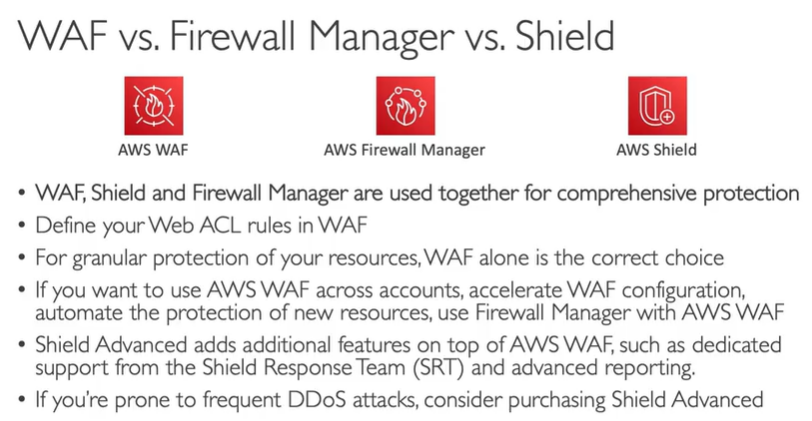 WAF vs. Firewall Manager vs. Shield
AWS WAF
AWS Firewall Manager
AWS Shield
• WAF, Shield and Firewall Manager are used together for comprehensive protection
• Define your Web ACL rules in WAF
• For granular protection of your resources, WAF alone is the correct choice
• If you want to use AWS WAF across accounts, accelerate WAF configuration,
automate the protection of new resources, use Firewall Manager with AWS WAF
• Shield Advanced adds additional features on top of AWS WAF, such as dedicated
support from the Shield Response Team (SRT) and advanced reporting.
• If you're prone to frequent DDoS attacks, consider purchasing Shield Advanced